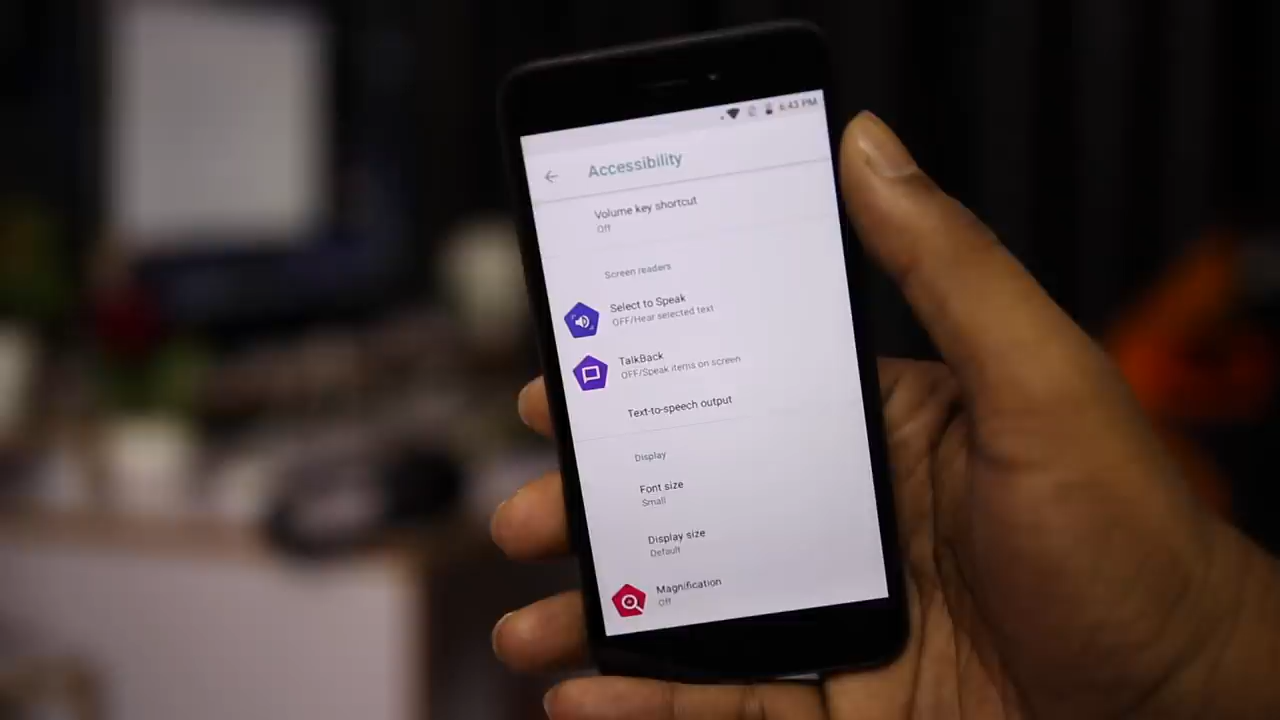 6:43 PM
Accessibility
Volume key shortcut
Off
Screen readers
Select to Speak
OFF/Hear selected text
TalkBack
OFF/Speak items on screen
Text-to-speech output
Display
Font size
Small
Display size
Default
Magnification
Off